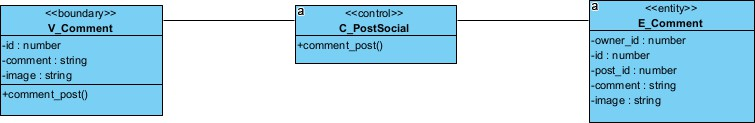 <<boundary>>
V_Comment
-id : number
-comment : string
-image : string
+comment_post()
a
<<control>>
C_PostSocial
+comment_post()
a
<<entity>>
E_Comment
-owner_id : number
-id : number
-post_id : number
-comment : string
-image : string